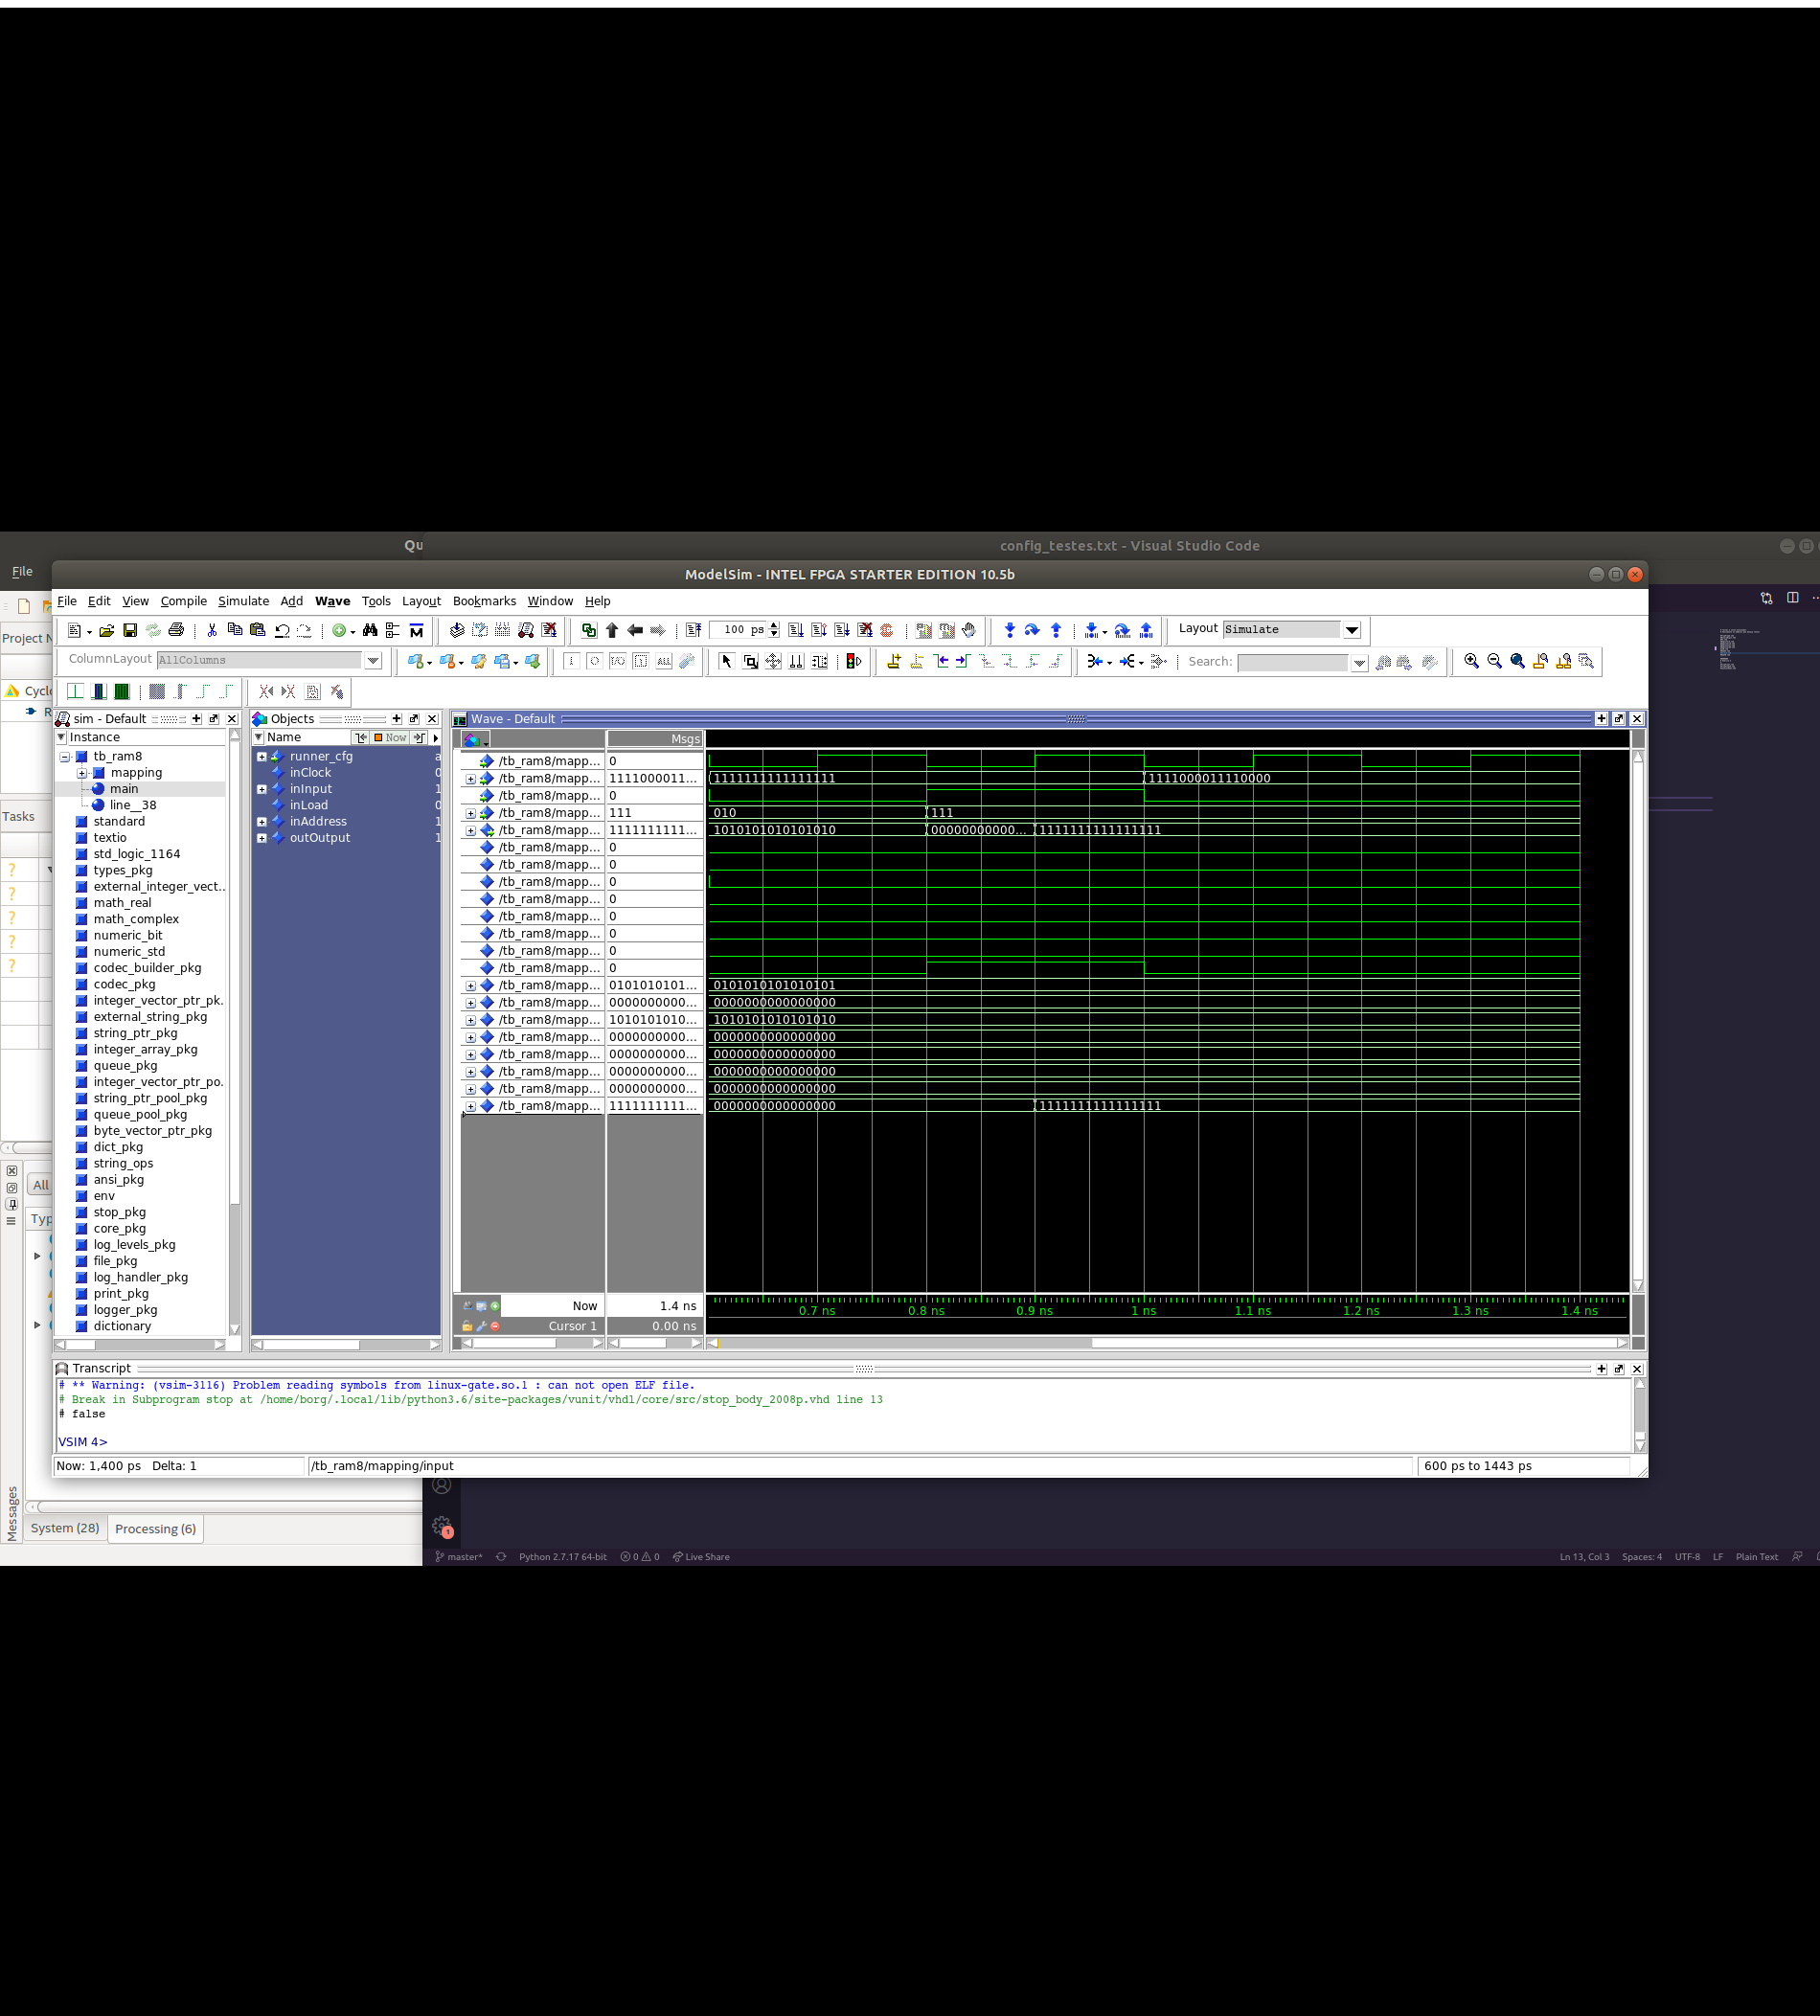 Qu
config_testes.txt - Visual Studio Code
File
ModelSim - INTEL FPGA STARTER EDITION 10.5b
File Edit View Compile Simulate Add Wave Tools Layout Bookmarks Window Help
100 ps
Layout Simulate
ColumnLayout AllColumns
ALL
Search:
Project N
Cyclo
R
Tasks
sim - Default
Instance
tb_ram8
mapping
main
line__38
standard
textio
std_logic_1164
types_pkg
external_integer_vect..
math_real
math_complex
numeric_bit
numeric_std
codec_builder_pkg
codec_pkg
integer_vector_ptr_pk.
external_string_pkg
string_ptr_pkg
integer_array_pkg
queue_pkg
integer_vector_ptr_po.
string_ptr_pool_pkg
queue_pool_pkg
byte_vector_ptr_pkg
dict_pkg
string_ops
ansi_pkg
env
stop_pkg
core_pkg
log_levels_pkg
file_pkg
log_handler_pkg
print_pkg
logger_pkg
dictionary
Objects
Name Now
runner_cfg a
inClock 0
inInput 1
inLoad 0
inAddress 1
outOutput 1
Wave - Default
Msgs
/tb_ram8/mapp... 0
/tb_ram8/mapp... 1111000011... 1111111111111111 1111000011110000
/tb_ram8/mapp... 0
/tb_ram8/mapp... 111 010 111
/tb_ram8/mapp... 1111111111... 1010101010101010 00000000000... 1111111111111111
/tb_ram8/mapp... 0
/tb_ram8/mapp... 0
/tb_ram8/mapp... 0
/tb_ram8/mapp... 0
/tb_ram8/mapp... 0
/tb_ram8/mapp... 0
/tb_ram8/mapp... 0
/tb_ram8/mapp... 0
/tb_ram8/mapp... 0101010101... 0101010101010101
/tb_ram8/mapp... 0000000000... 0000000000000000
/tb_ram8/mapp... 1010101010... 1010101010101010
/tb_ram8/mapp... 0000000000... 0000000000000000
/tb_ram8/mapp... 0000000000... 0000000000000000
/tb_ram8/mapp... 0000000000... 0000000000000000
/tb_ram8/mapp... 0000000000... 0000000000000000
/tb_ram8/mapp... 1111111111... 0000000000000000 1111111111111111
Now 1.4 ns
0.7 ns 0.8 ns 0.9 ns 1 ns 1.1 ns 1.2 ns 1.3 ns 1.4 ns
Cursor 1 0.00 ns
Transcript
# ** Warning: (vsim-3116) Problem reading symbols from linux-gate.so.1 : can not open ELF file.
# Break in Subprogram stop at /home/borg/.local/lib/python3.6/site-packages/vunit/vhdl/core/src/stop_body_2008p.vhd line 13
# false
VSIM 4>
Now: 1,400 ps Delta: 1
/tb_ram8/mapping/input
600 ps to 1443 ps
All
Typ
Messages
System (28)
Processing (6)
1
master*
Python 2.7.17 64-bit
0 0
Live Share
Ln 13, Col 3
Spaces: 4
UTF-8
LF
Plain Text